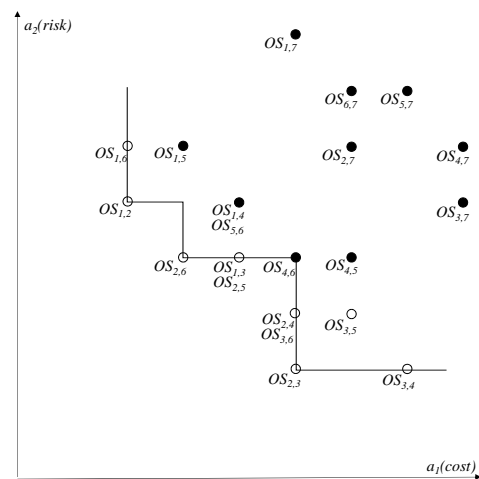 a2(risk)
OS1,7
OS6,7 OS5,7
OS1,6 OS1,5 OS2,7 OS4,7
OS1,2 OS1,4 OS3,7
OS5,6
OS2,6 OS1,3 OS4,6 OS4,5
OS2,5
OS2,4 OS3,5
OS3,6
OS2,3 OS3,4
a1(cost)